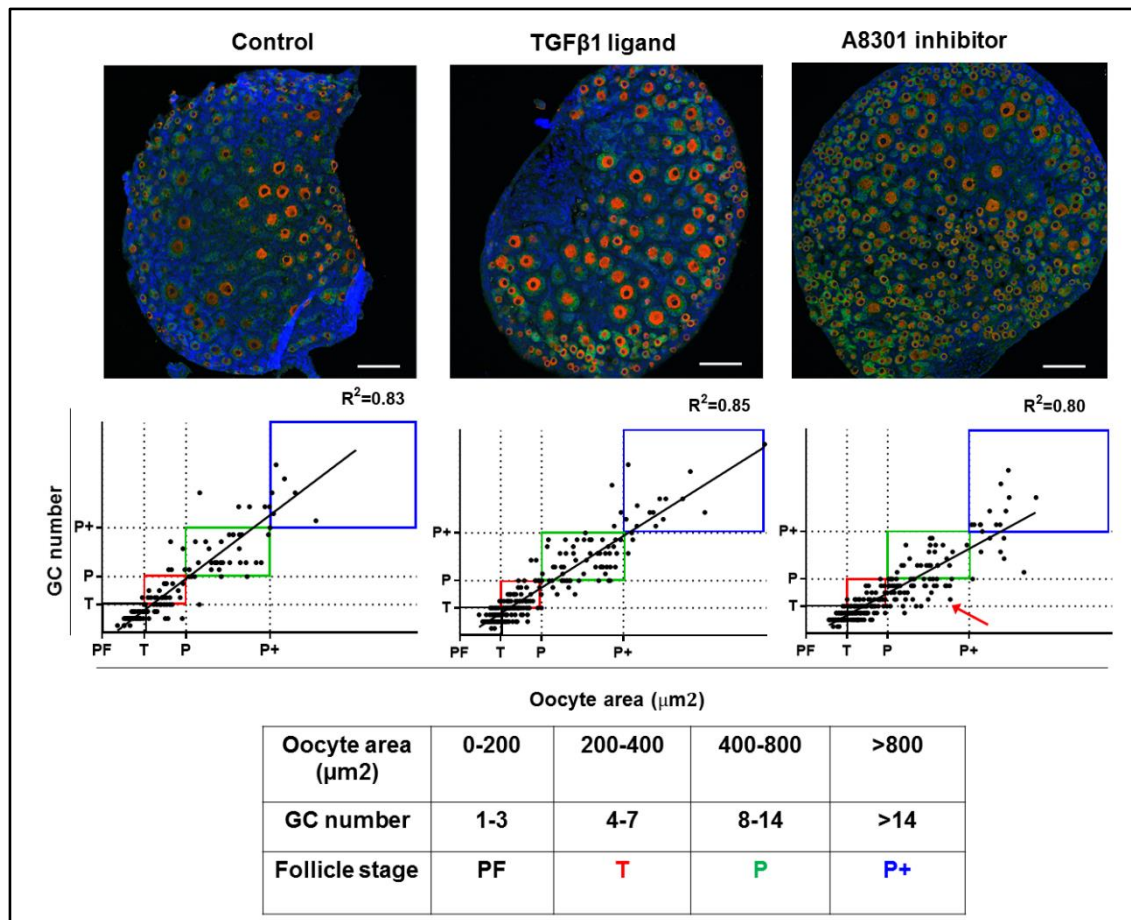 Control
TGFβ1 ligand
A8301 inhibitor
R²=0.83
R²=0.85
R²=0.80
GC number
P+
P
T
PF T P P+
P+
P
T
PF T P P+
P+
P
T
PF T P P+
Oocyte area (μm2)
Oocyte area (μm2) 0-200 200-400 400-800 >800
GC number 1-3 4-7 8-14 >14
Follicle stage PF T P P+